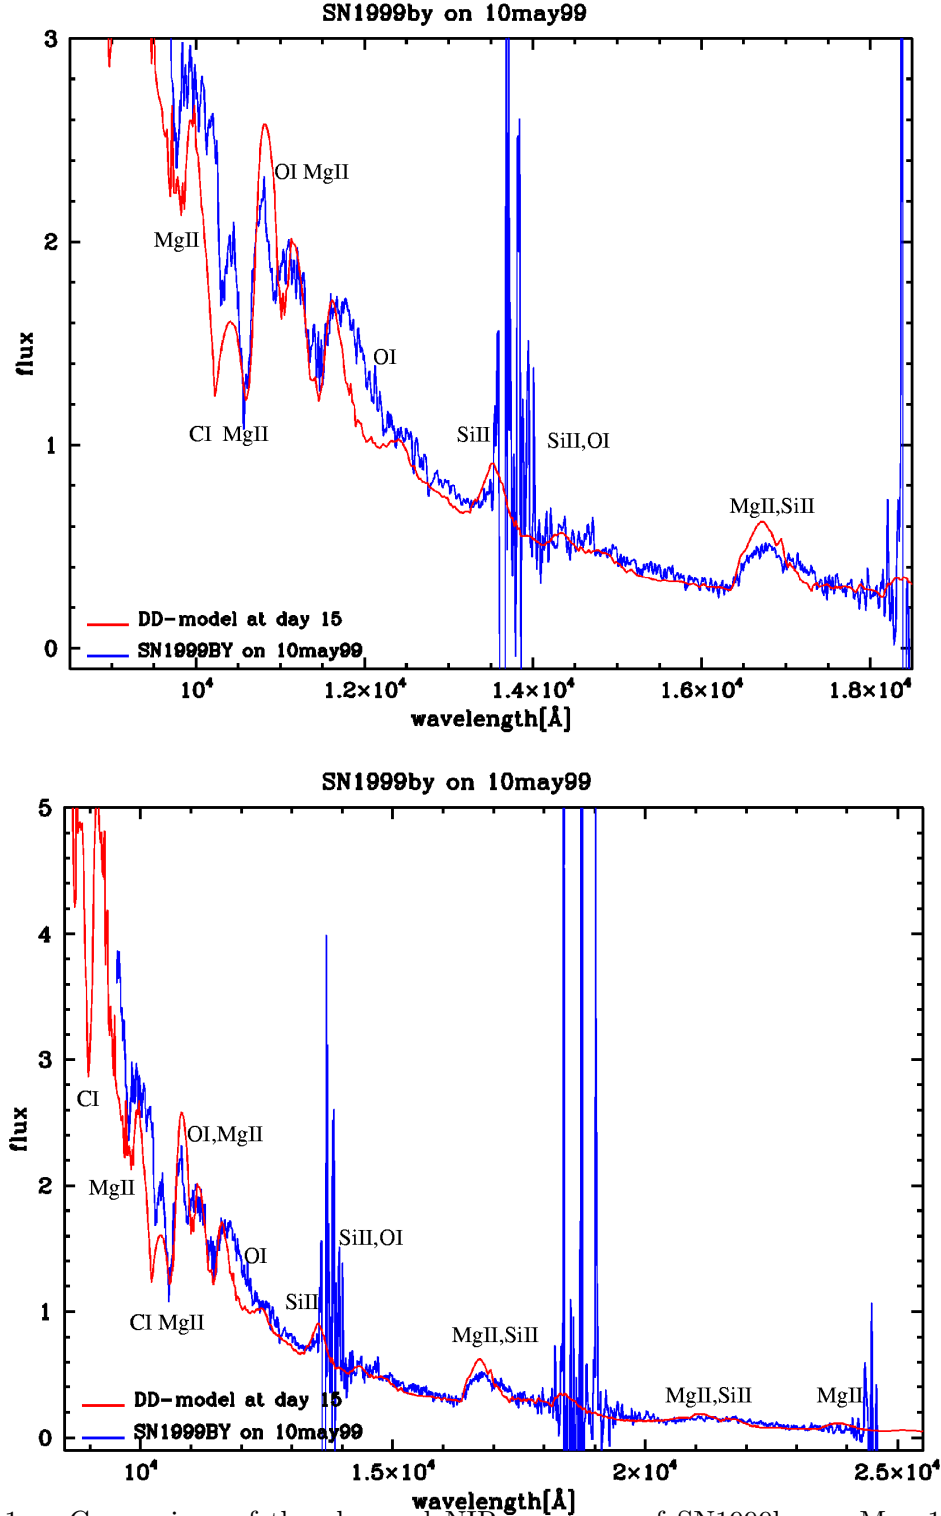 SN1999by on 10may99
3
2
1
0
flux
OI MgII
MgII
OI
CI MgII
SiII
SiII,OI
MgII,SiII
DD-model at day 15
SN1999BY on 10may99
10⁴
1.2×10⁴
1.4×10⁴
1.6×10⁴
1.8×10⁴
wavelength[Å]
SN1999by on 10may99
5
4
3
2
1
0
flux
CI
OI,MgII
MgII
SiII,OI
OI
SiII
CI MgII
MgII,SiII
MgII,SiII
MgII
DD-model at day 15
SN1999BY on 10may99
10⁴
1.5×10⁴
2×10⁴
2.5×10⁴
wavelength[Å]